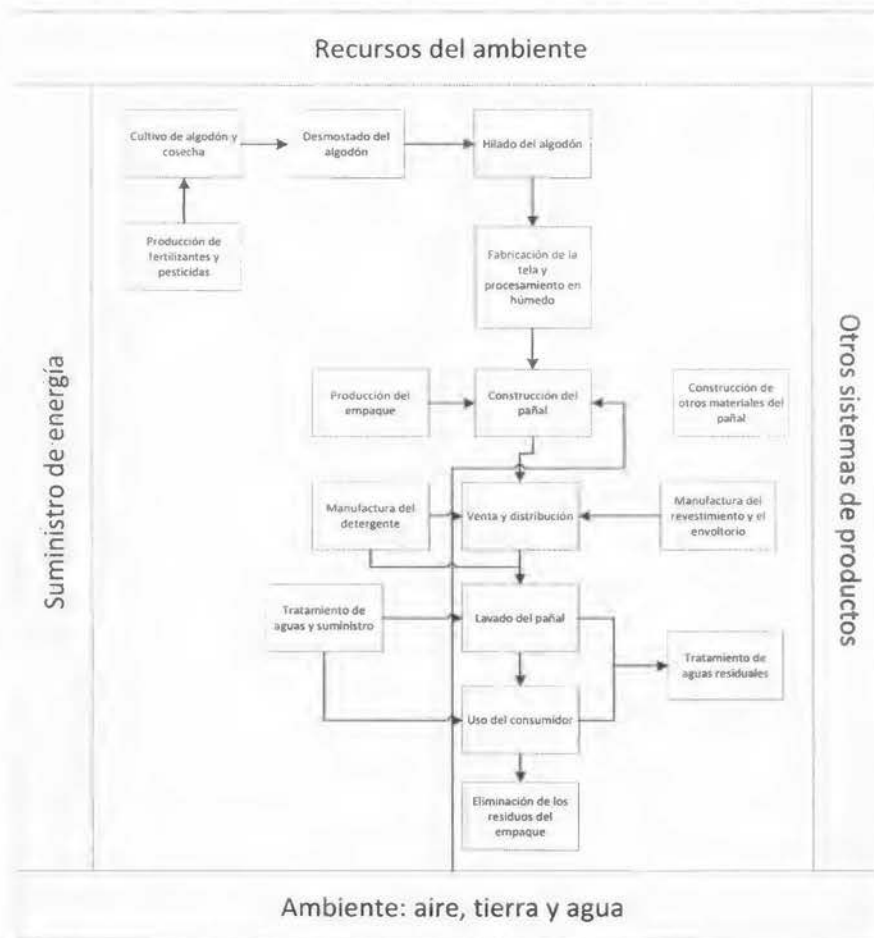 Recursos del ambiente
Suministro de energía
Cultivo de algodón y
cosecha
Desmostado del
algodón
Hilado del algodón
Producción de
fertilizantes y
pesticidas
Fabricación de la
tela y
procesamiento en
húmedo
Producción del
empaque
Construcción del
pañal
Construcción de
otros materiales del
pañal
Manufactura del
detergente
Venta y distribución
Manufactura del
revestimiento y el
envoltorio
Tratamiento de
aguas y suministro
Lavado del pañal
Tratamiento de
aguas residuales
Uso del consumidor
Eliminación de los
residuos del
empaque
Otros sistemas de productos
Ambiente: aire, tierra y agua